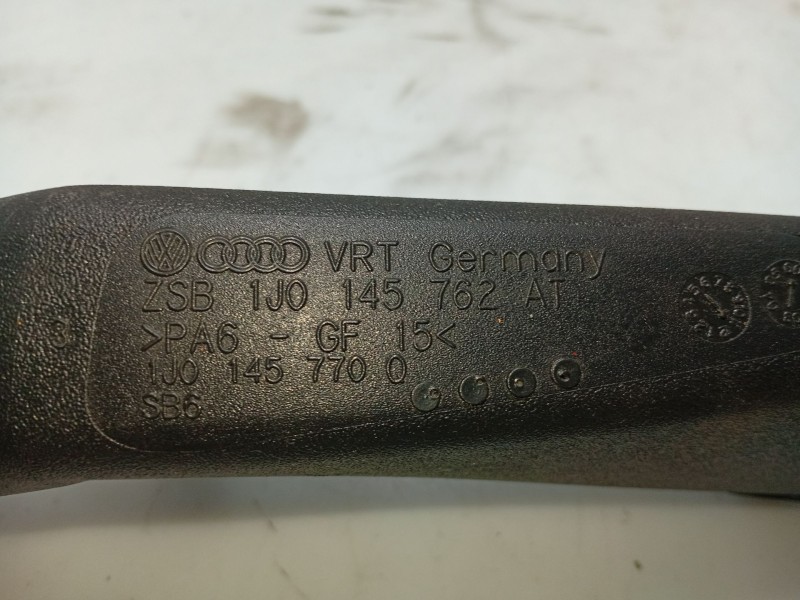 VRT Germany
ZSB 1J0 145 762 AT
>PA6 - GF 15<
1J0 145 770 0
SB6